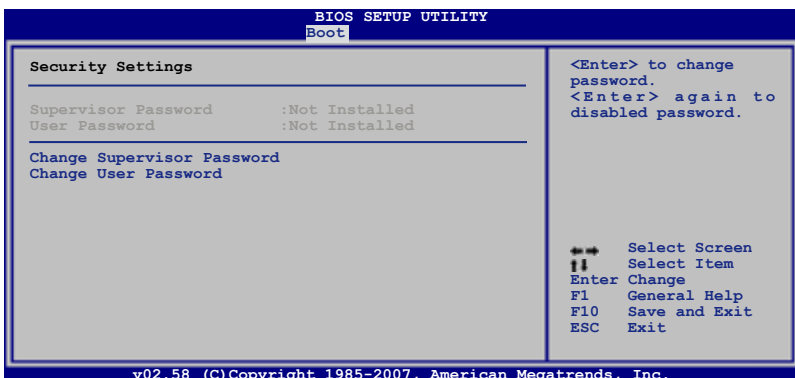 BIOS SETUP UTILITY
Boot
Security Settings
Supervisor Password :Not Installed
User Password :Not Installed
Change Supervisor Password
Change User Password
<Enter> to change
password.
<Enter> again to
disabled password.
Select Screen
Select Item
Enter Change
F1 General Help
F10 Save and Exit
ESC Exit
v02.58 (C)Copyright 1985-2007, American Megatrends, Inc.